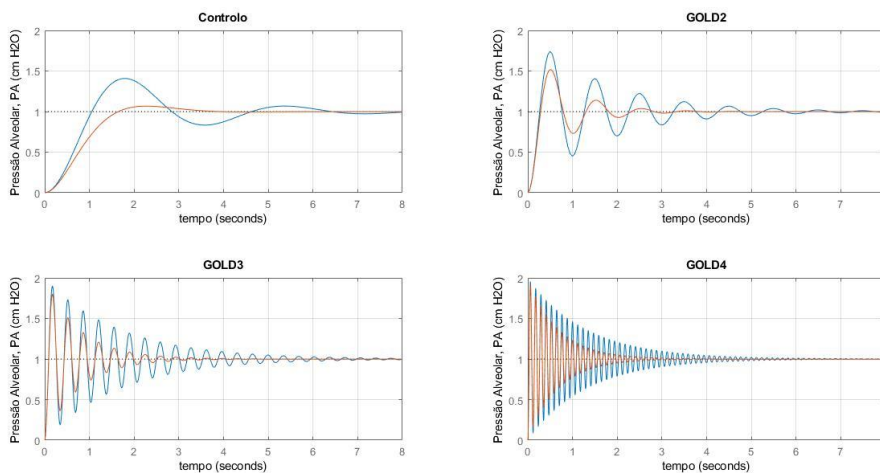 Controlo
Pressão Alveolar, PA (cm H2O)
2
1.5
1
0.5
0
0 1 2 3 4 5 6 7 8
tempo (seconds)
GOLD2
Pressão Alveolar, PA (cm H2O)
2
1.5
1
0.5
0
0 1 2 3 4 5 6 7
tempo (seconds)
GOLD3
Pressão Alveolar, PA (cm H2O)
2
1.5
1
0.5
0
0 1 2 3 4 5 6 7 8
tempo (seconds)
GOLD4
Pressão Alveolar, PA (cm H2O)
2
1.5
1
0.5
0
0 1 2 3 4 5 6 7
tempo (seconds)